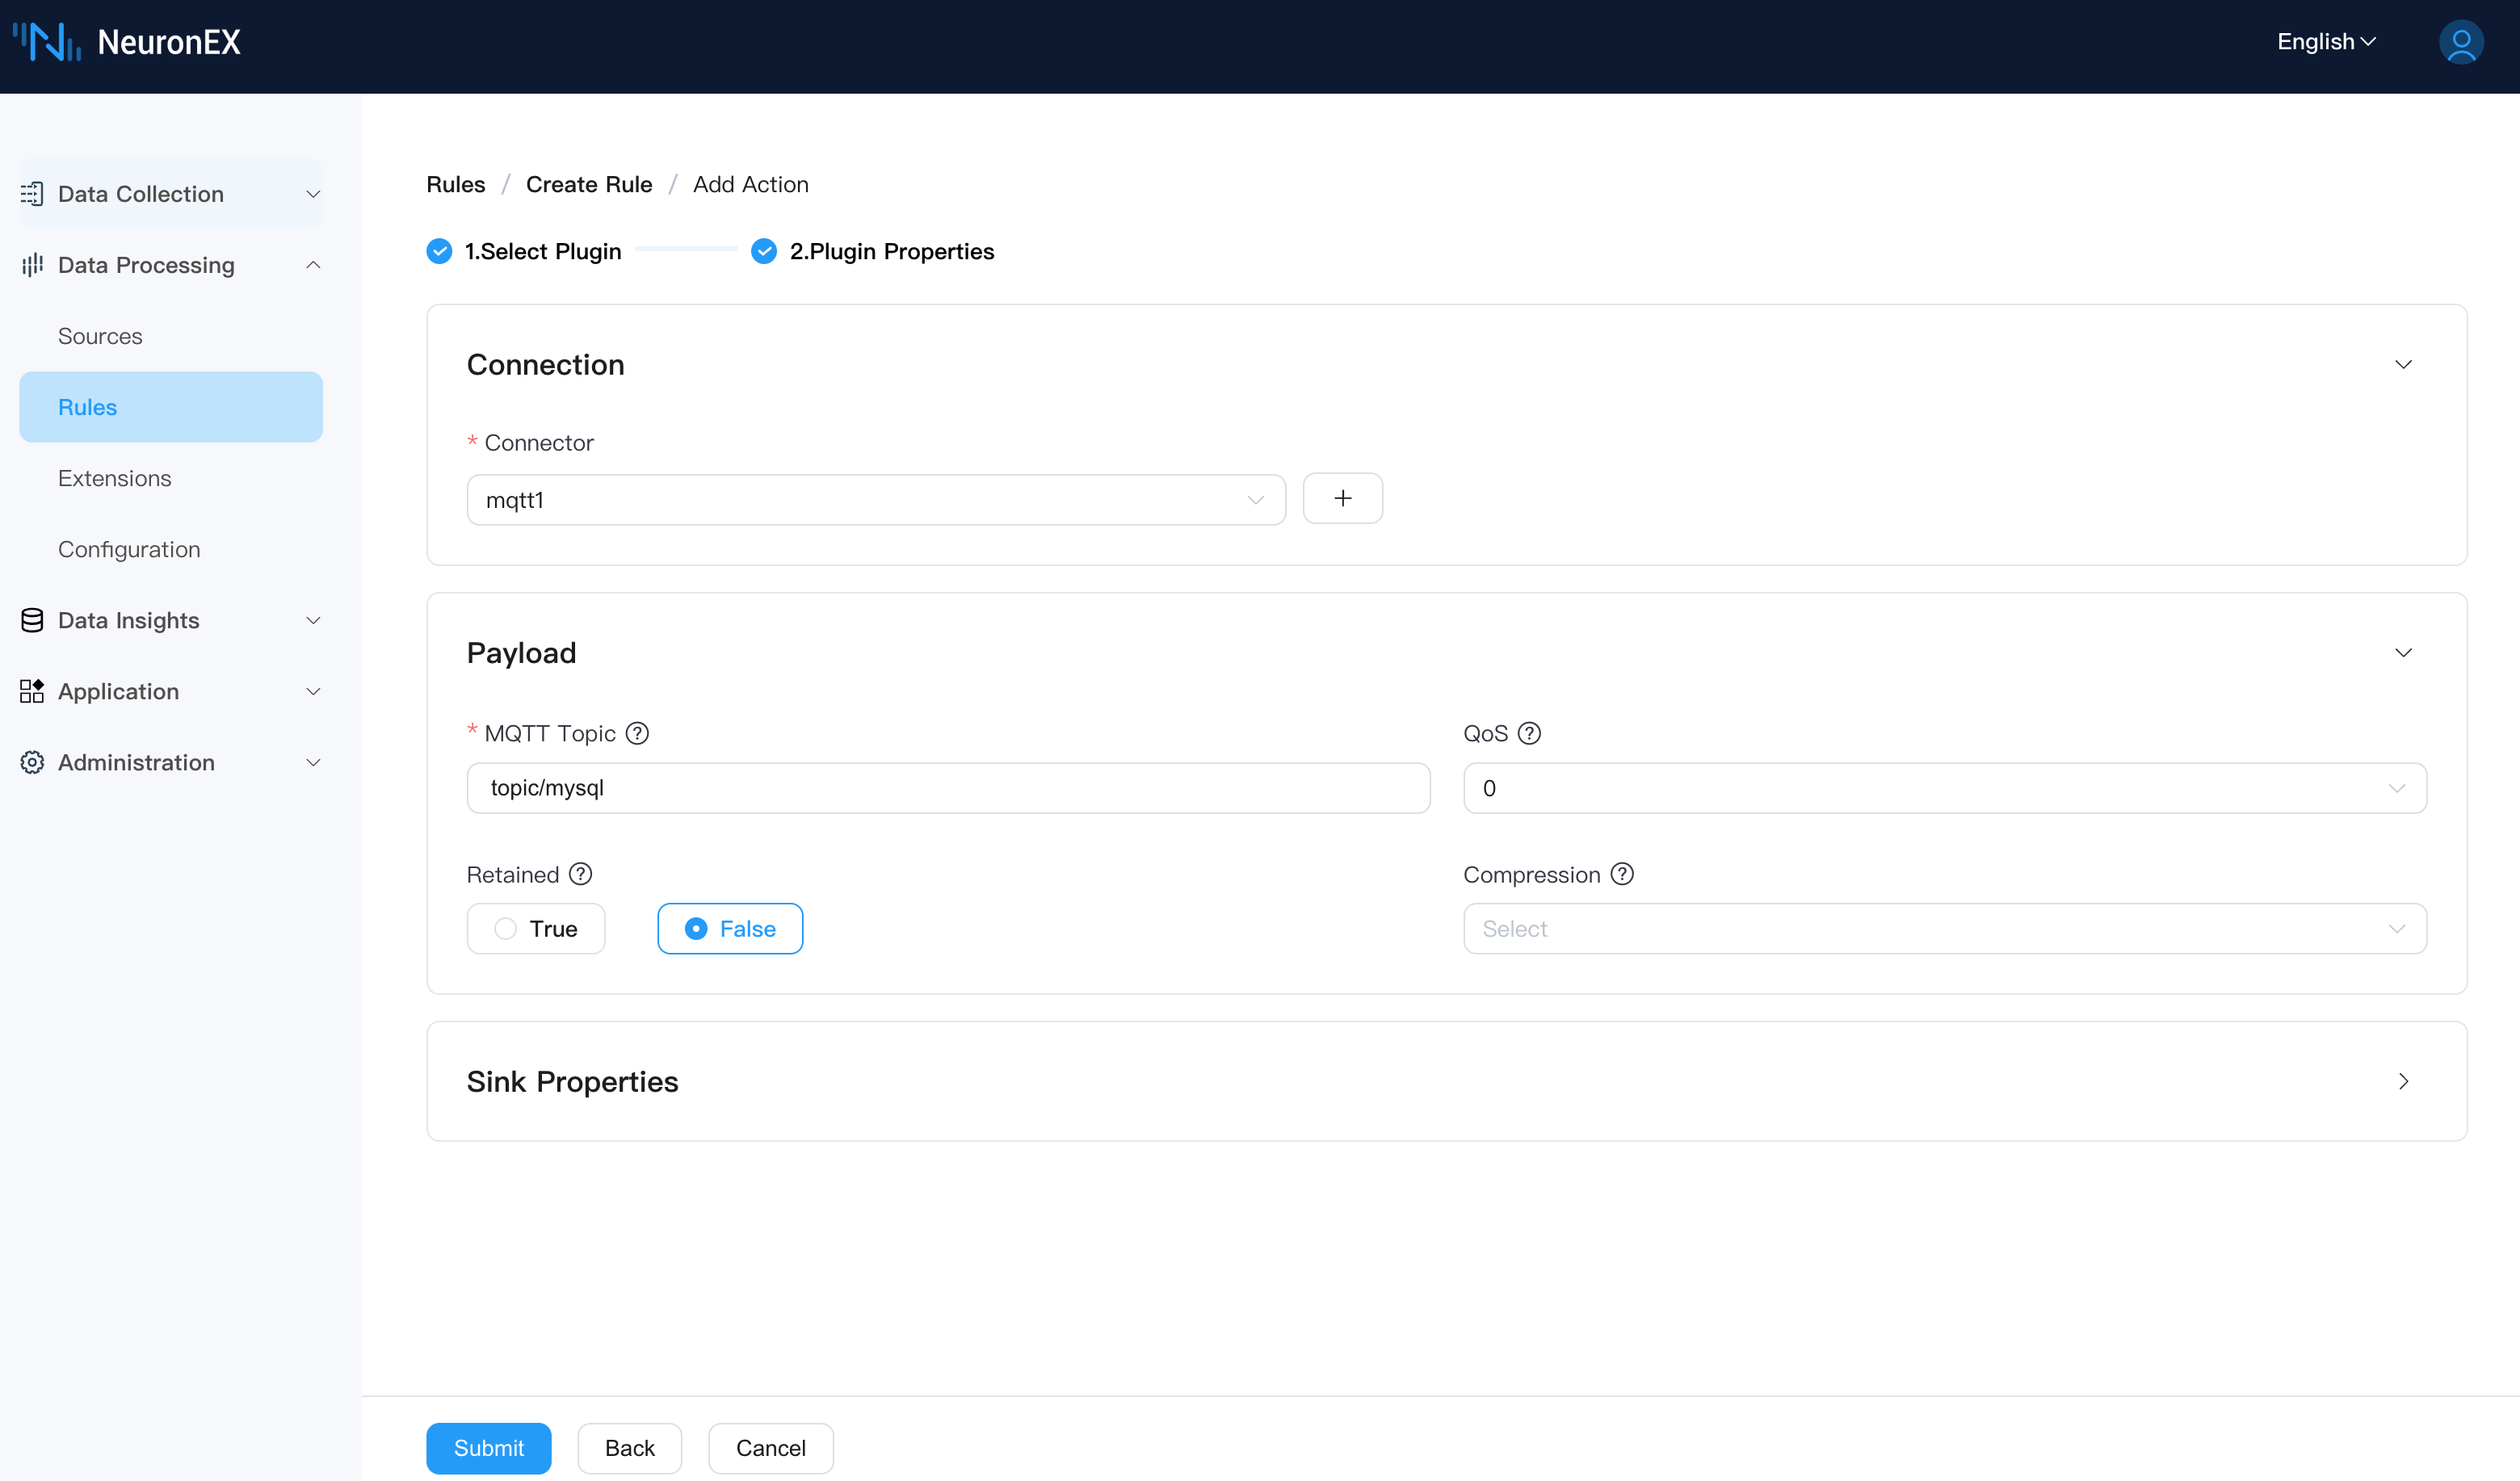 NeuronEX
English
Data Collection
Data Processing
Sources
Rules
Extensions
Configuration
Data Insights
Application
Administration
Rules / Create Rule / Add Action
1.Select Plugin
2.Plugin Properties
Connection
* Connector
mqtt1
+
Payload
* MQTT Topic ?
topic/mysql
QoS ?
0
Retained ?
True
False
Compression ?
Select
Sink Properties
Submit
Back
Cancel